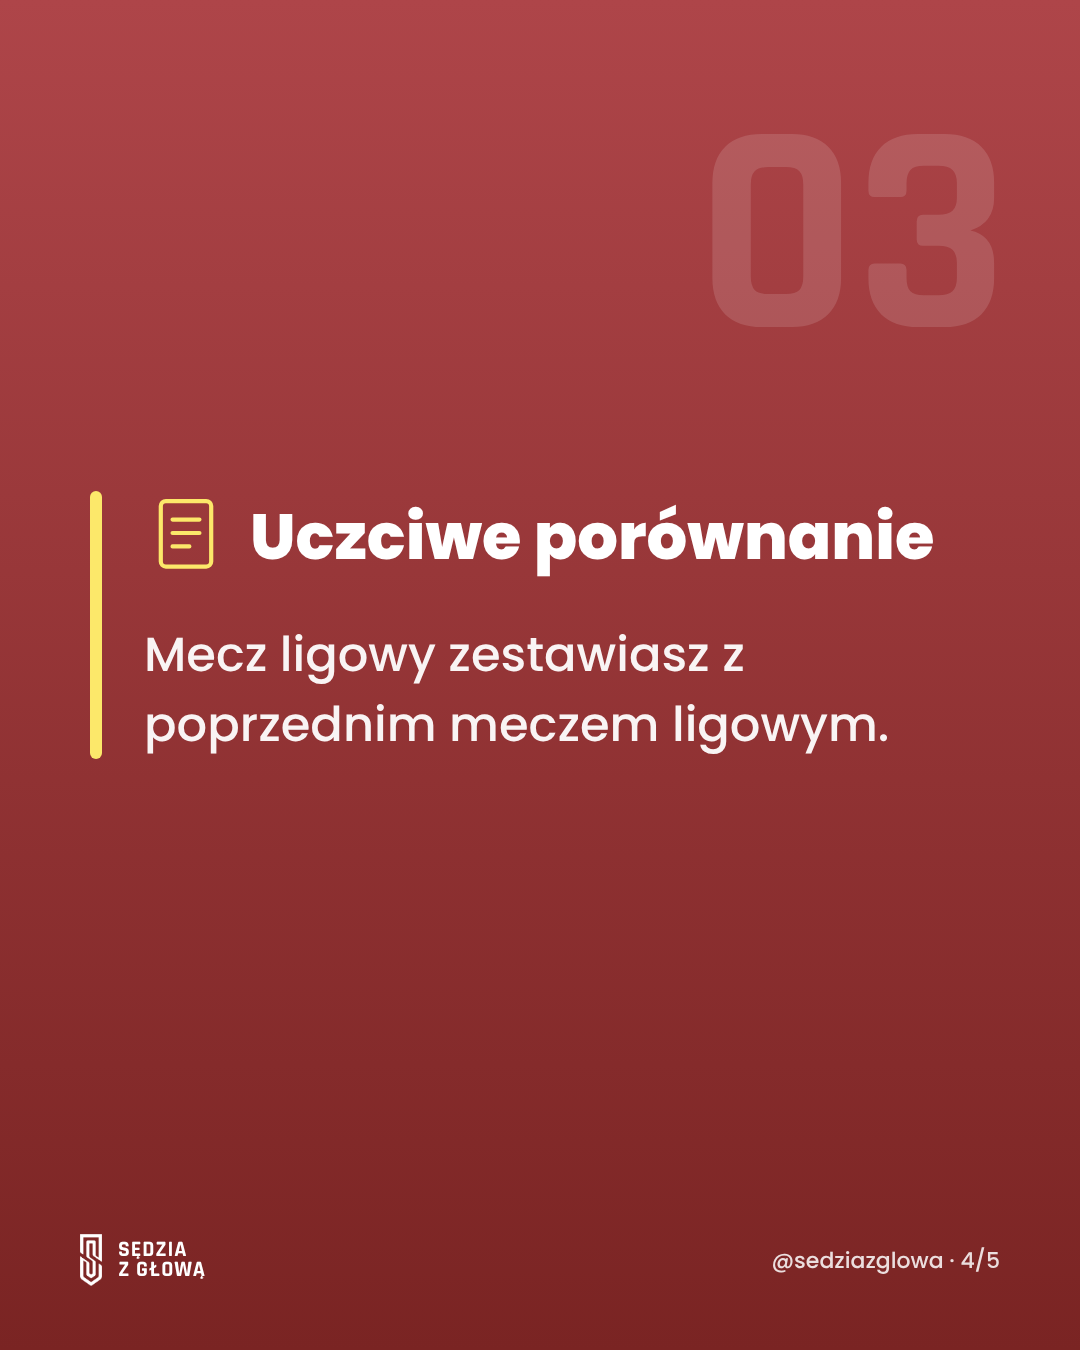 03
Uczciwe porównanie
Mecz ligowy zestawiasz z
poprzednim meczem ligowym.
SĘDZIA
Z GŁOWĄ
@sedziazglowa · 4/5